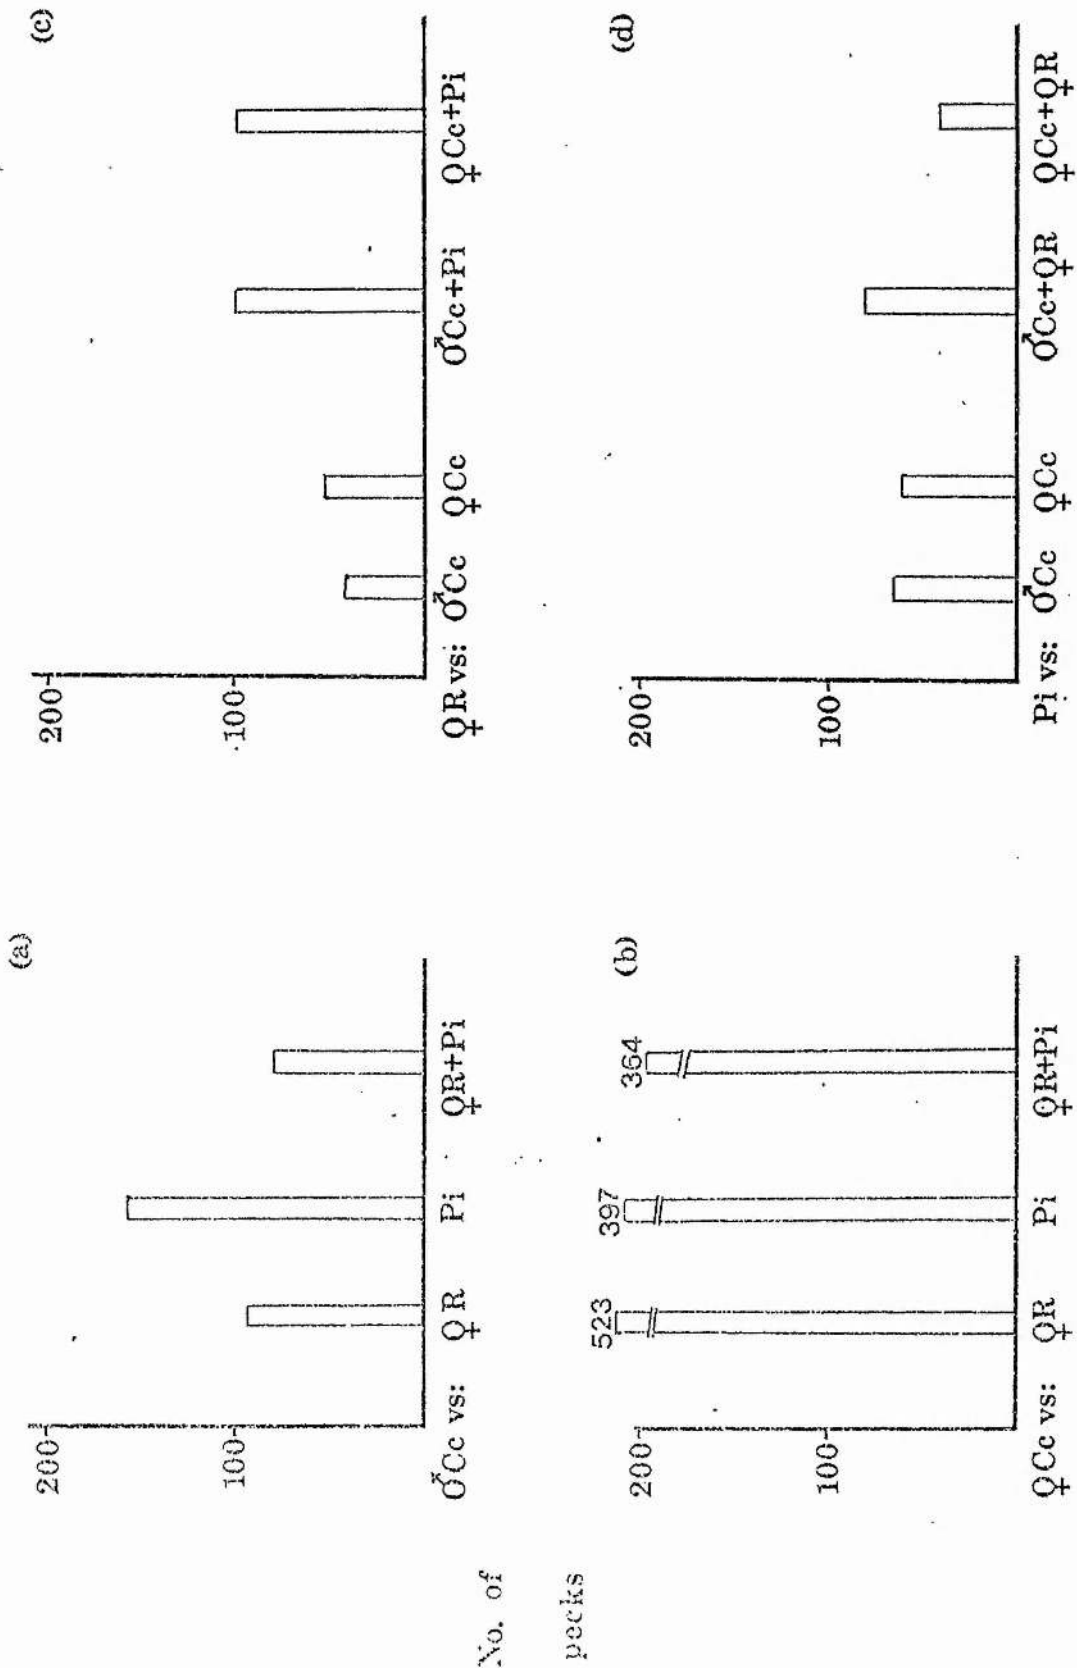 (a)
200-
100-
♂Cc vs: ♀R Pi ♀R+Pi
(b)
523 397 364
200-
100-
♀Cc vs: ♀R Pi ♀R+Pi
No. of
pecks
(c)
200-
100-
♀R vs: ♂Cc ♀Cc ♂Cc+Pi ♀Cc+Pi
(d)
200-
100-
Pi vs: ♂Cc ♀Cc ♂Cc+♀R ♀Cc+♀R